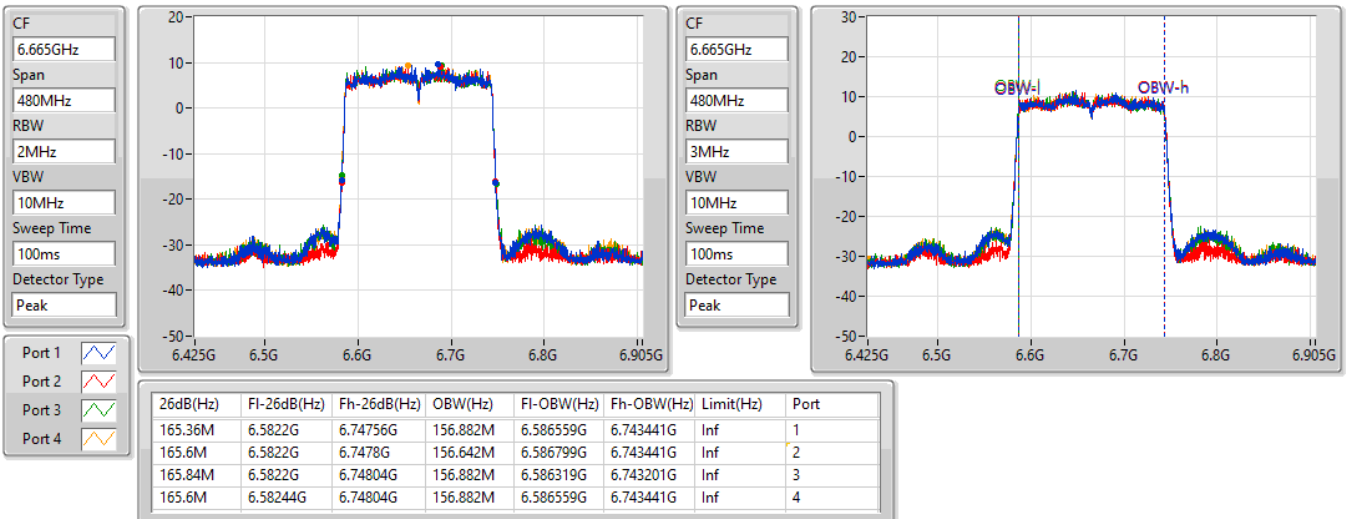 CF
6.665GHz
Span
480MHz
RBW
2MHz
VBW
10MHz
Sweep Time
100ms
Detector Type
Peak
20
10
0
-10
-20
-30
-40
-50
6.425G 6.5G 6.6G 6.7G 6.8G 6.905G
CF
6.665GHz
Span
480MHz
RBW
3MHz
VBW
10MHz
Sweep Time
100ms
Detector Type
Peak
30
20
10
0
-10
-20
-30
-40
-50
OBW-l OBW-h
6.425G 6.5G 6.6G 6.7G 6.8G 6.905G
Port 1
Port 2
Port 3
Port 4
26dB(Hz) Fl-26dB(Hz) Fh-26dB(Hz) OBW(Hz) Fl-OBW(Hz) Fh-OBW(Hz) Limit(Hz) Port
165.36M 6.5822G 6.74756G 156.882M 6.586559G 6.743441G Inf 1
165.6M 6.5822G 6.7478G 156.642M 6.586799G 6.743441G Inf 2
165.84M 6.5822G 6.74804G 156.882M 6.586319G 6.743201G Inf 3
165.6M 6.58244G 6.74804G 156.882M 6.586559G 6.743441G Inf 4